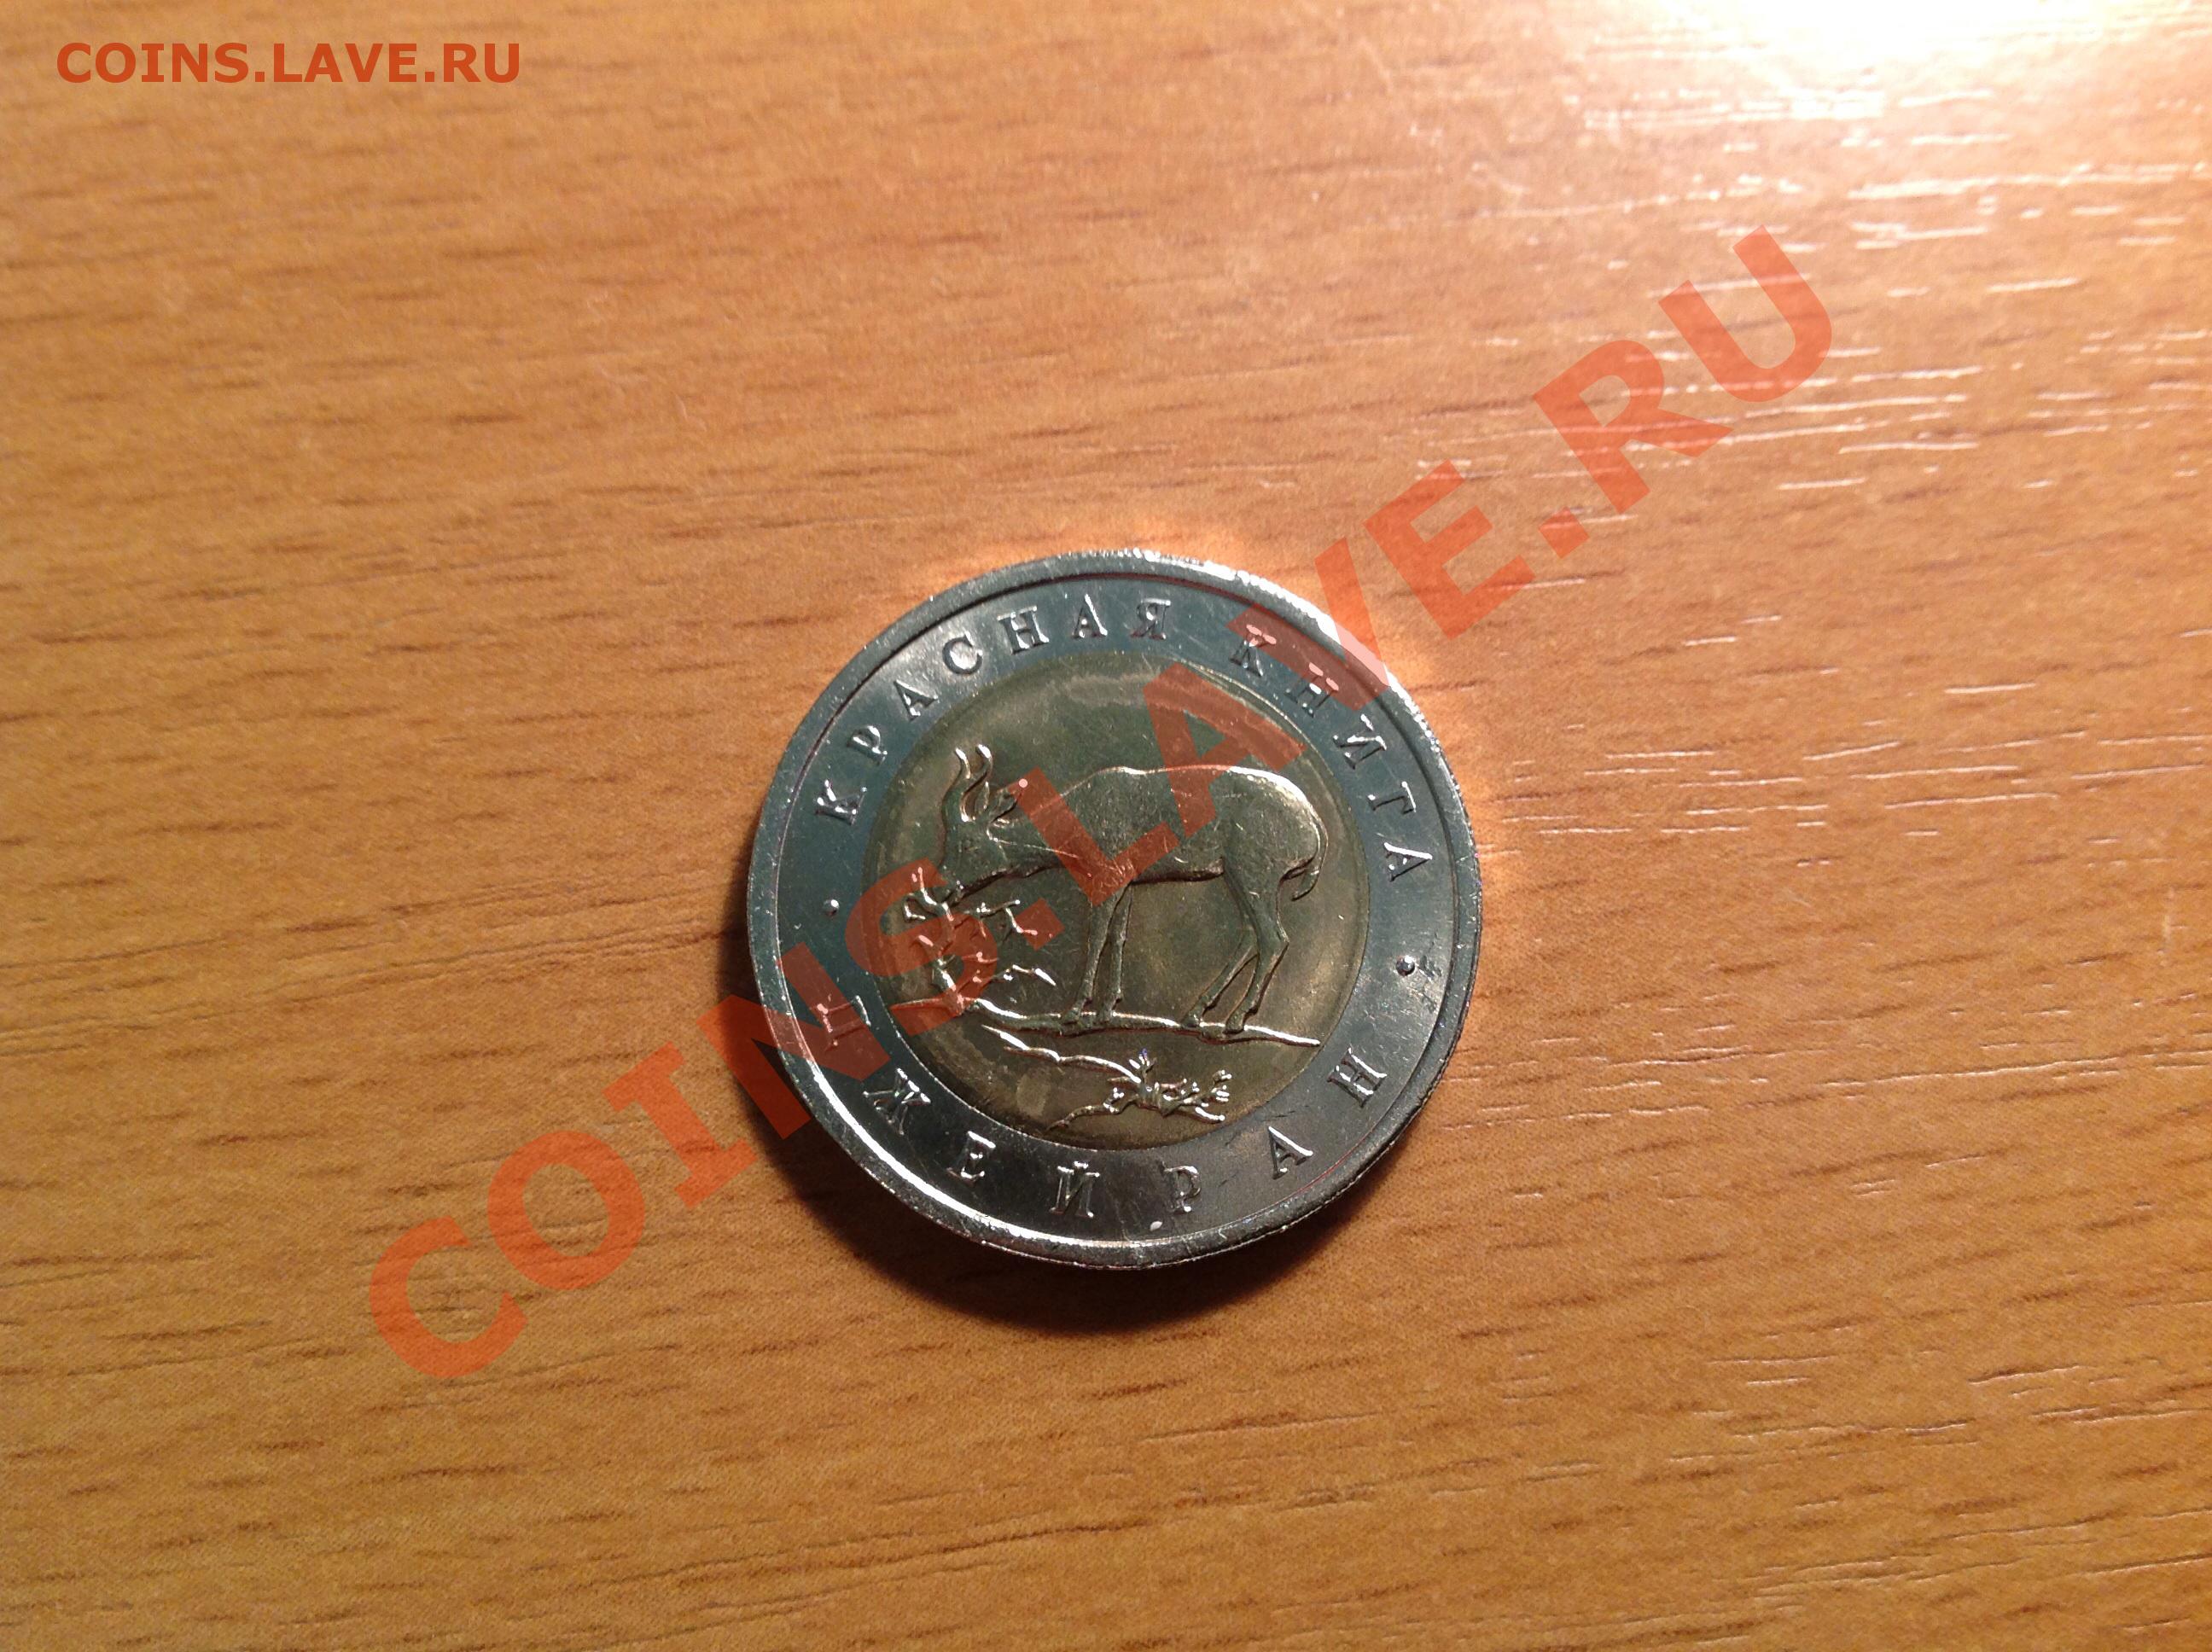 COINS.LAVE.RU
КРАСНАЯ КНИГА
• ДЖЕЙРАН •
COINS.LAVE.RU